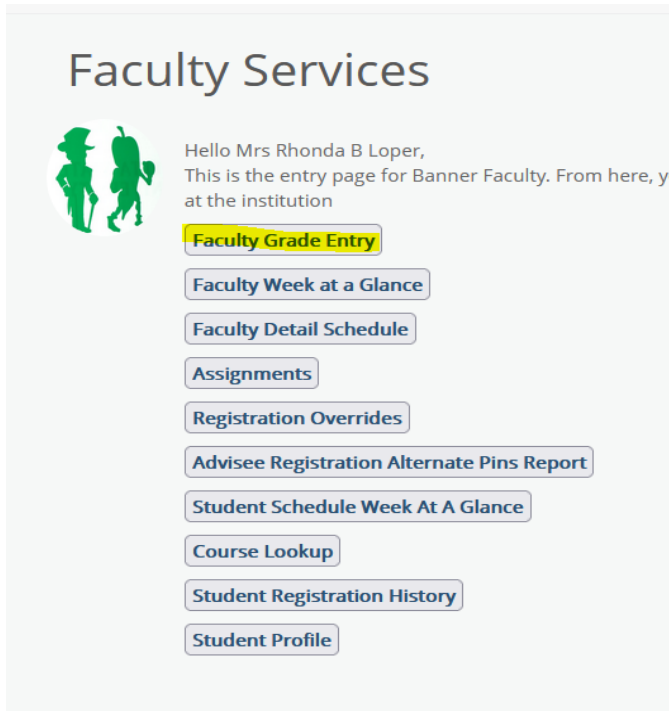 Faculty Services
Hello Mrs Rhonda B Loper,
This is the entry page for Banner Faculty. From here, y
at the institution
Faculty Grade Entry
Faculty Week at a Glance
Faculty Detail Schedule
Assignments
Registration Overrides
Advisee Registration Alternate Pins Report
Student Schedule Week At A Glance
Course Lookup
Student Registration History
Student Profile